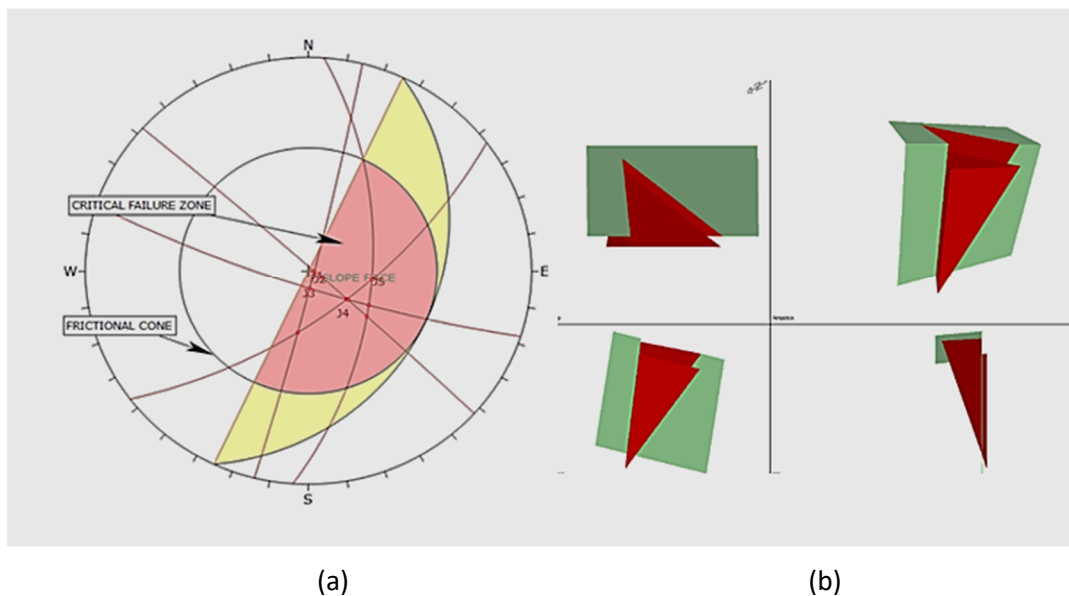 N
CRITICAL FAILURE ZONE
W
E
SLOPE FACE
J2
J3
J5
J4
FRICTIONAL CONE
S
(a)
(b)